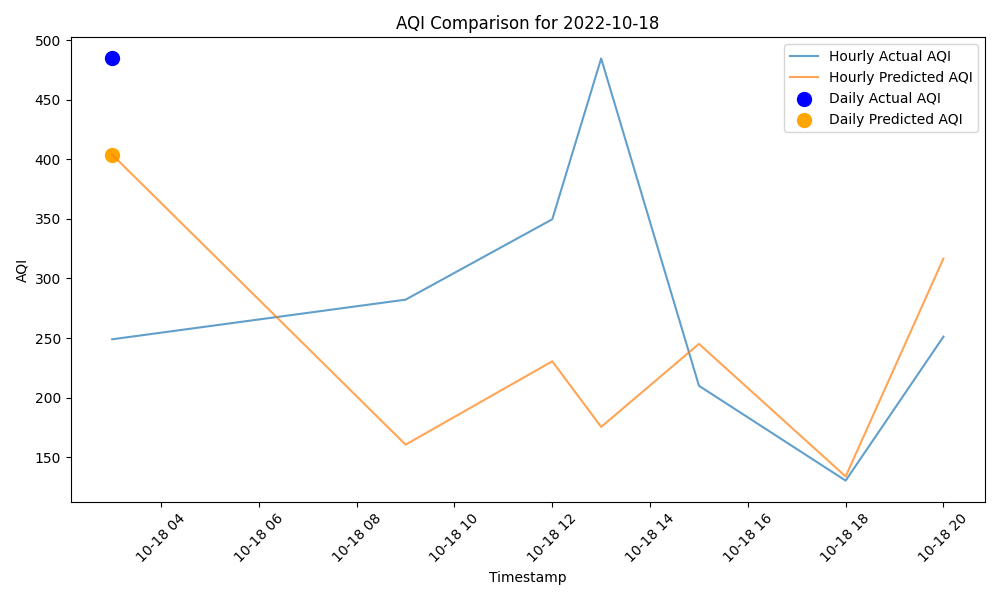 AQI Comparison for 2022-10-18
500
450
400
350
300
250
200
150
AQI
Hourly Actual AQI
Hourly Predicted AQI
Daily Actual AQI
Daily Predicted AQI
10-18 04
10-18 06
10-18 08
10-18 10
10-18 12
10-18 14
10-18 16
10-18 18
10-18 20
Timestamp